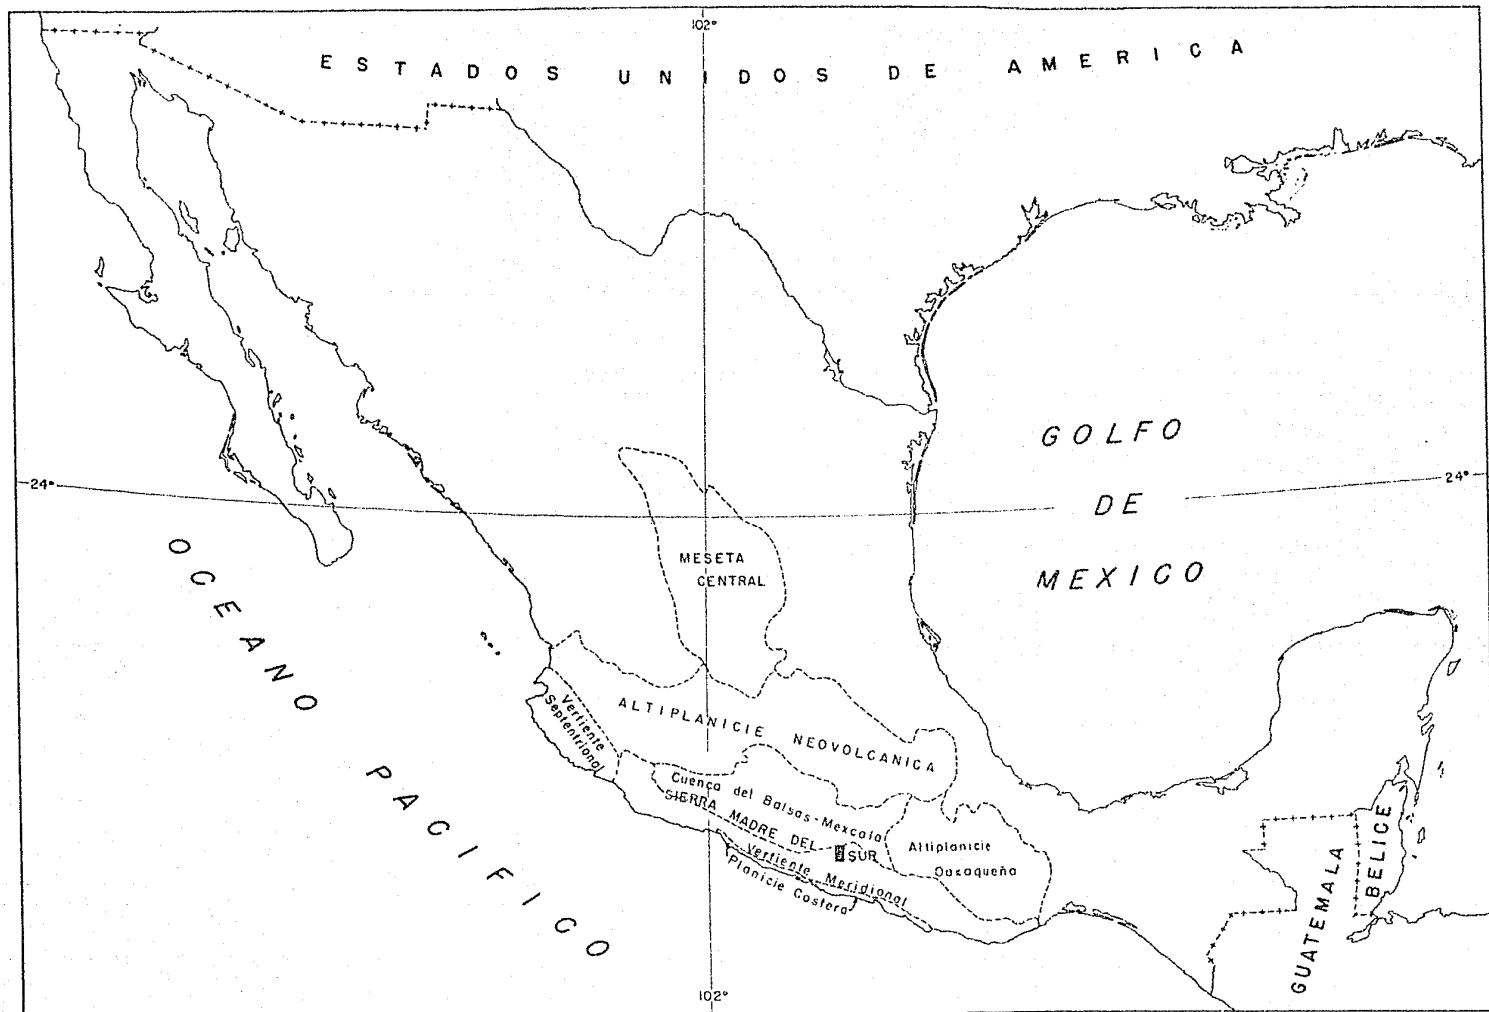 102°
ESTADOS UNIDOS DE AMERICA
GOLFO
DE
MEXICO
24°
24°
OCEANO PACIFICO
MESETA
CENTRAL
ALTIPLANICIE NEOVOLCANICA
Vertiente
Septentrional
Cuenca del Balsas-Mexcala
SIERRA MADRE DEL SUR
Altiplanicie
Oaxaqueña
Vertiente Meridional
Planicie Costera
GUATEMALA
BELICE
102°